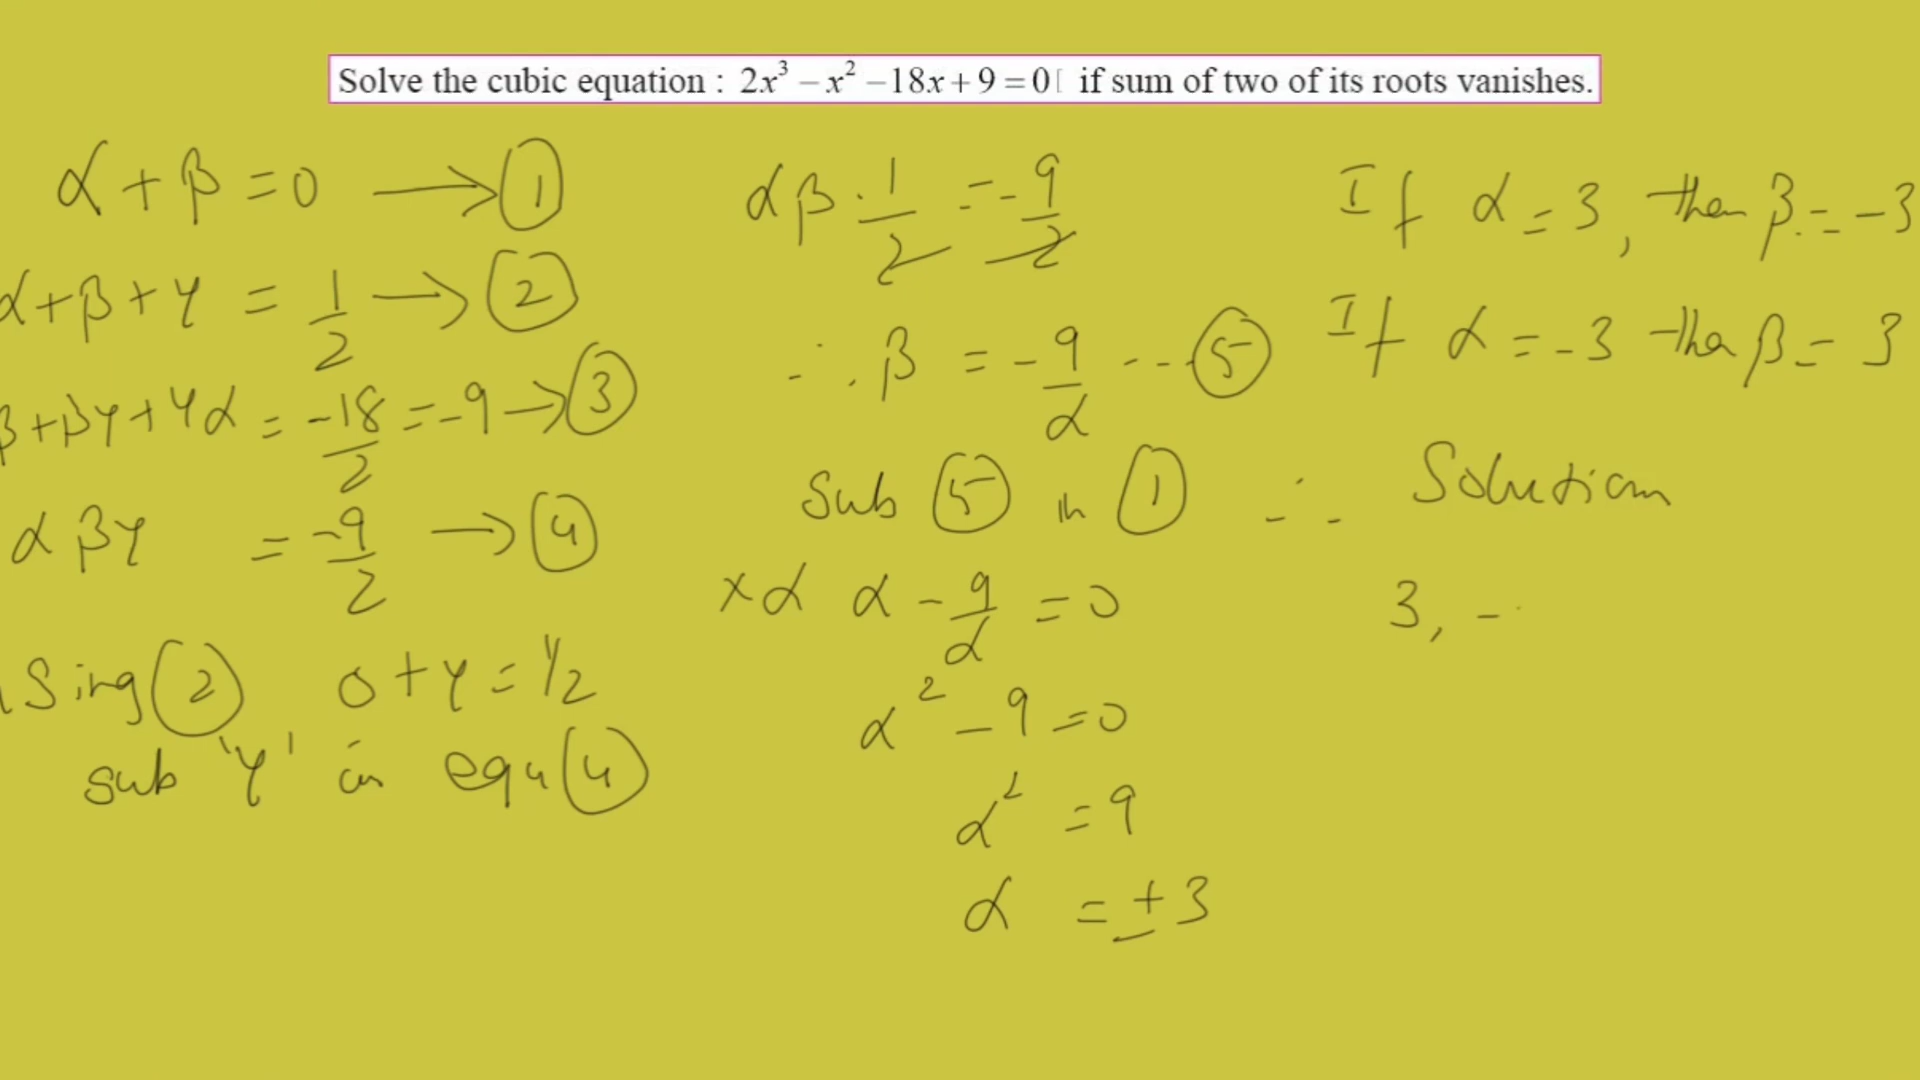 Solve the cubic equation : 2x³ – x² – 18x + 9 = 0 if sum of two of its roots vanishes.
α + β = 0 → ①
α + β + γ = 1/2 → ②
β + βγ + γα = -18/2 = -9 → ③
αβγ = -9/2 → ④
sing ② 0 + γ = 1/2
sub 'γ' in equ ④
αβ · 1/2 = -9/2
∴ β = -9/α --- ⑤
Sub ⑤ in ①
×α α - 9/α = 0
α² - 9 = 0
α² = 9
α = ±3
If α = 3, then β = -3
If α = -3 then β = 3
∴ Solution
3, -